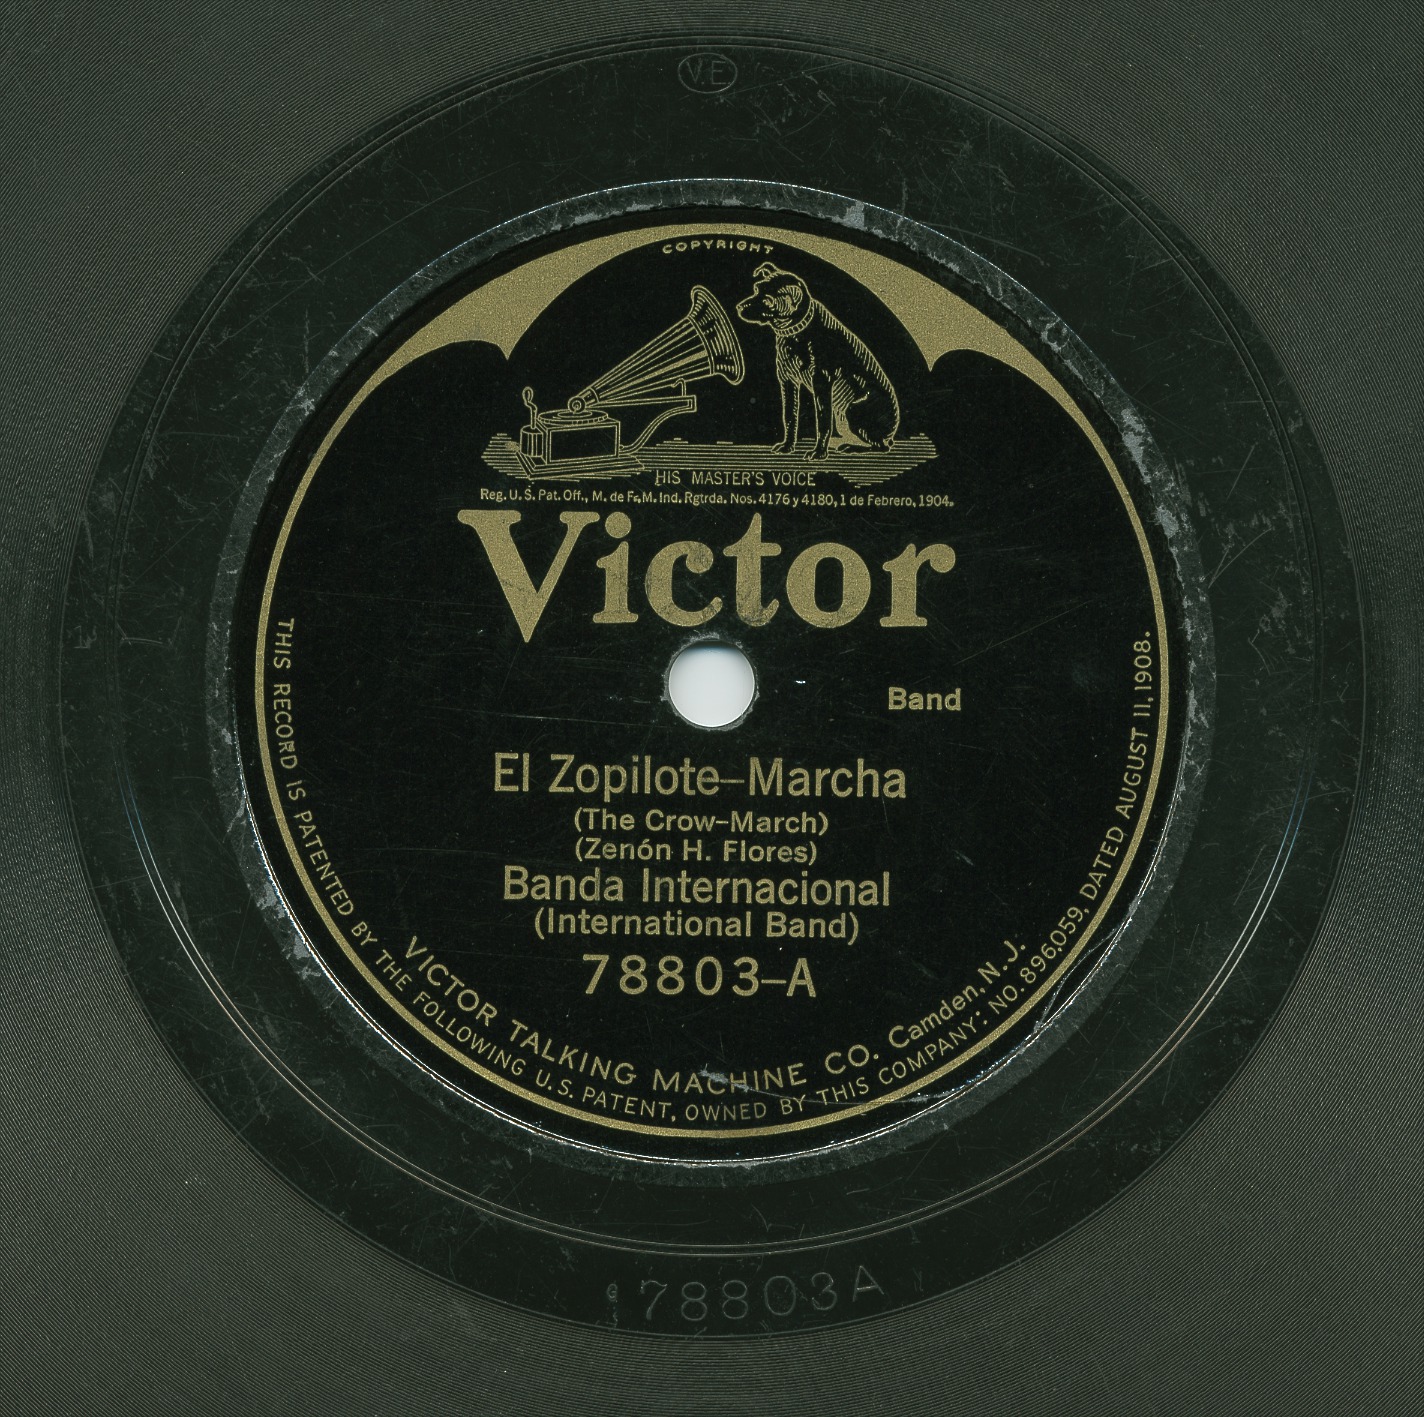 V.E
COPYRIGHT
HIS MASTER'S VOICE
Reg. U.S. Pat. Off., M. de Fr. M. Ind. Rgtrda. Nos. 4176 y 4180, 1 de Febrero, 1904.
Victor
Band
El Zopilote–Marcha
(The Crow–March)
(Zenón H. Flores)
Banda Internacional
(International Band)
78803–A
VICTOR TALKING MACHINE CO. Camden, N.J.
THIS RECORD IS PATENTED BY THE FOLLOWING U.S. PATENT, OWNED BY THIS COMPANY: NO. 896,059, DATED AUGUST 11, 1908.
78803A